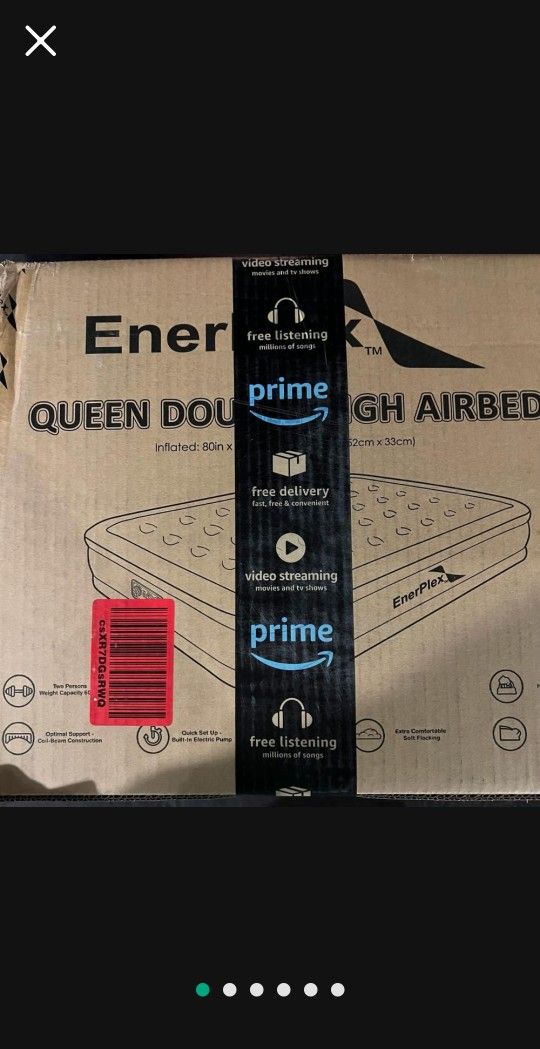 video streaming
movies and tv shows
free listening
millions of songs
Ener x™
prime
QUEEN DOU GH AIRBED
Inflated: 80in x 52cm x 33cm)
free delivery
fast, free & convenient
video streaming
movies and tv shows
EnerPlex
prime
csXR7DGsRWQ
Two Persons
Weight Capacity
Optimal Support -
Coil-Beam Construction
Quick Set Up -
Built-In Electric Pump
Extra Comfortable
Soft Flocking
free listening
millions of songs